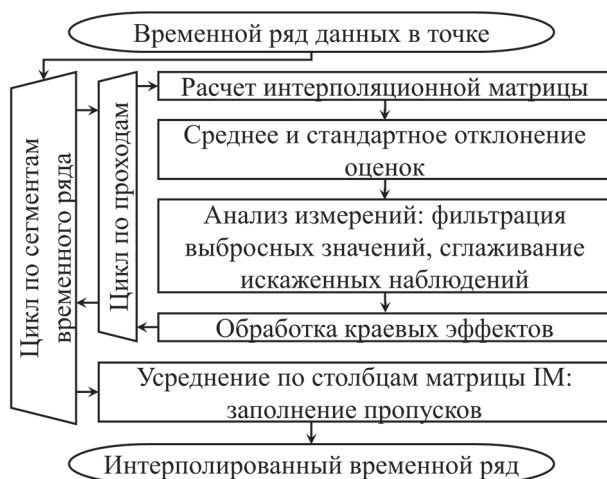 Временной ряд данных в точке
Цикл по сегментам
временного ряда
Цикл по проходам
Расчет интерполяционной матрицы
Среднее и стандартное отклонение
оценок
Анализ измерений: фильтрация
выбросных значений, сглаживание
искаженных наблюдений
Обработка краевых эффектов
Усреднение по столбцам матрицы IM:
заполнение пропусков
Интерполированный временной ряд